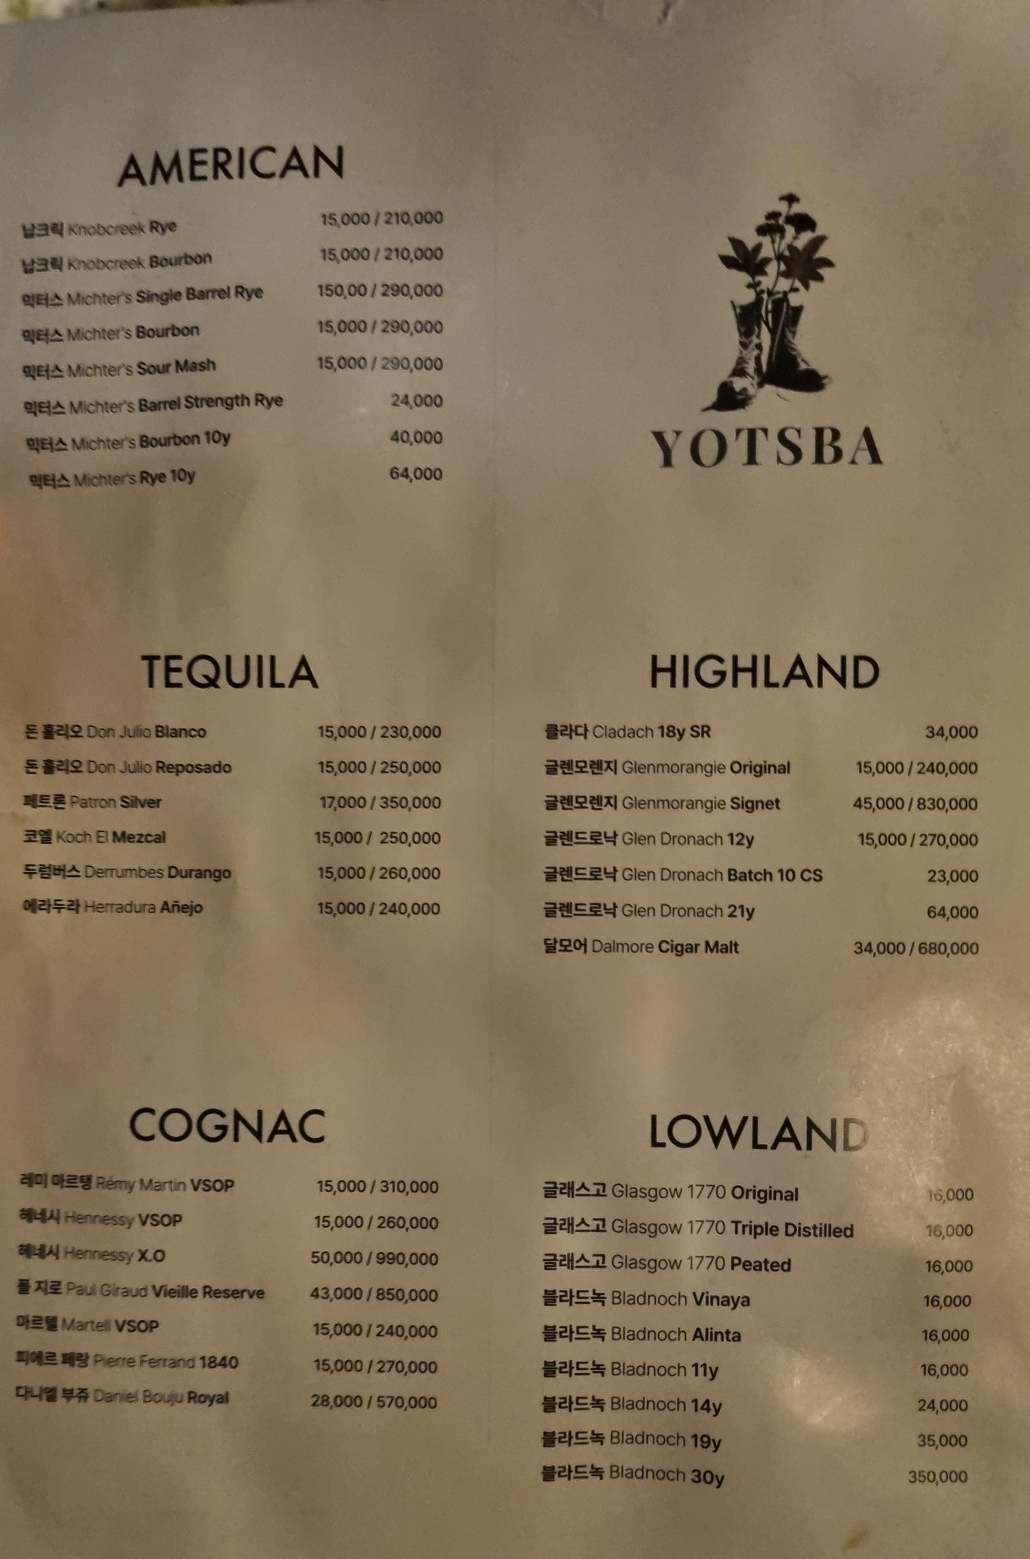 AMERICAN
납크릭 Knobcreek Rye 15,000 / 210,000
납크릭 Knobcreek Bourbon 15,000 / 210,000
믹터스 Michter's Single Barrel Rye 150,00 / 290,000
믹터스 Michter's Bourbon 15,000 / 290,000
믹터스 Michter's Sour Mash 15,000 / 290,000
믹터스 Michter's Barrel Strength Rye 24,000
믹터스 Michter's Bourbon 10y 40,000
믹터스 Michter's Rye 10y 64,000
YOTSBA
TEQUILA
돈 훌리오 Don Julio Blanco 15,000 / 230,000
돈 훌리오 Don Julio Reposado 15,000 / 250,000
페트론 Patron Silver 17,000 / 350,000
코엘 Koch El Mezcal 15,000 / 250,000
두럼버스 Derrumbes Durango 15,000 / 260,000
에라두라 Herradura Añejo 15,000 / 240,000
HIGHLAND
클라다 Cladach 18y SR 34,000
글렌모렌지 Glenmorangie Original 15,000 / 240,000
글렌모렌지 Glenmorangie Signet 45,000 / 830,000
글렌드로낙 Glen Dronach 12y 15,000 / 270,000
글렌드로낙 Glen Dronach Batch 10 CS 23,000
글렌드로낙 Glen Dronach 21y 64,000
달모어 Dalmore Cigar Malt 34,000 / 680,000
COGNAC
레미 마르탱 Rémy Martin VSOP 15,000 / 310,000
헤네시 Hennessy VSOP 15,000 / 260,000
헤네시 Hennessy X.O 50,000 / 990,000
폴 지로 Paul Giraud Vieille Reserve 43,000 / 850,000
마르텔 Martell VSOP 15,000 / 240,000
피에르 페랑 Pierre Ferrand 1840 15,000 / 270,000
다니엘 부쥬 Daniel Bouju Royal 28,000 / 570,000
LOWLAND
글래스고 Glasgow 1770 Original 16,000
글래스고 Glasgow 1770 Triple Distilled 16,000
글래스고 Glasgow 1770 Peated 16,000
블라드녹 Bladnoch Vinaya 16,000
블라드녹 Bladnoch Alinta 16,000
블라드녹 Bladnoch 11y 16,000
블라드녹 Bladnoch 14y 24,000
블라드녹 Bladnoch 19y 35,000
블라드녹 Bladnoch 30y 350,000